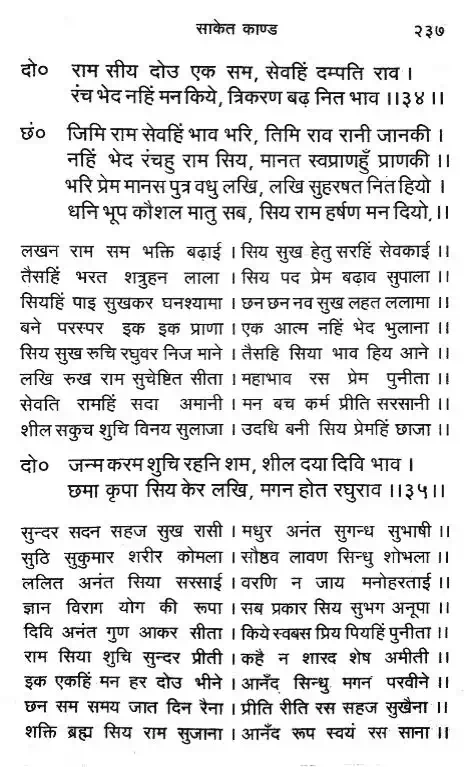 साकेत काण्ड २३७
दो० राम सीय दोउ एक सम, सेवहिं दम्पति राव ।
रंच भेद नहिं मन किये, त्रिकरण बढ़ नित भाव ।।३४।।
छं० जिमि राम सेवहिं भाव भरि, तिमि राव रानी जानकी ।
नहिं भेद रंचहु राम सिय, मानत स्वप्राणहुँ प्राणकी ।।
भरि प्रेम मानस पुत्र वधु लखि, लखि सुहरषत नित हियो ।
धनि भूप कौशल मातु सब, सिय राम हर्षण मन दियो,।।
लखन राम सम भक्ति बढ़ाई । सिय सुख हेतु सरहिं सेवकाई ।।
तैसहिं भरत शत्रुहन लाला । सिय पद प्रेम बढ़ाव सुपाला ।।
सियहिं पाइ सुखकर घनश्यामा । छन छन नव सुख लहत ललामा ।।
बने परस्पर इक इक प्राणा । एक आत्म नहिं भेद भुलाना ।।
सिय सुख रुचि रघुवर निज माने । तैसहि सिया भाव हिय आने ।।
लखि रुख राम सुचेष्टित सीता । महाभाव रस प्रेम पुनीता ।।
सेवति रामहिं सदा अमानी । मन बच कर्म प्रीति सरसानी ।।
शील सकुच शुचि विनय सुलाजा । उदधि बनी सिय प्रेमहिं छाजा ।।
दो० जन्म करम शुचि रहनि शम, शील दया दिवि भाव ।
छमा कृपा सिय केर लखि, मगन होत रघुराव ।।३५।।
सुन्दर सदन सहज सुख रासी । मधुर अनंत सुगन्ध सुभाषी ।।
सुठि सुकुमार शरीर कोमला । सौष्ठव लावण सिन्धु शोभला ।।
ललित अनंत सिया सरसाई । वरणि न जाय मनोहरताई ।।
ज्ञान विराग योग की रूपा । सब प्रकार सिय सुभग अनूपा ।।
दिवि अनंत गुण आकर सीता । किये स्वबस प्रिय पियहिं पुनीता ।।
राम सिया शुचि सुन्दर प्रीती । कहै न शारद शेष अमीती ।।
इक एकहिं मन हर दोउ भीने । आनँद सिन्धु मगन परवीने ।।
छन सम समय जात दिन रैना । प्रीति रीति रस सहज सुखैना ।।
शक्ति ब्रह्म सिय राम सुजाना । आनँद रूप स्वयं रस साना ।।